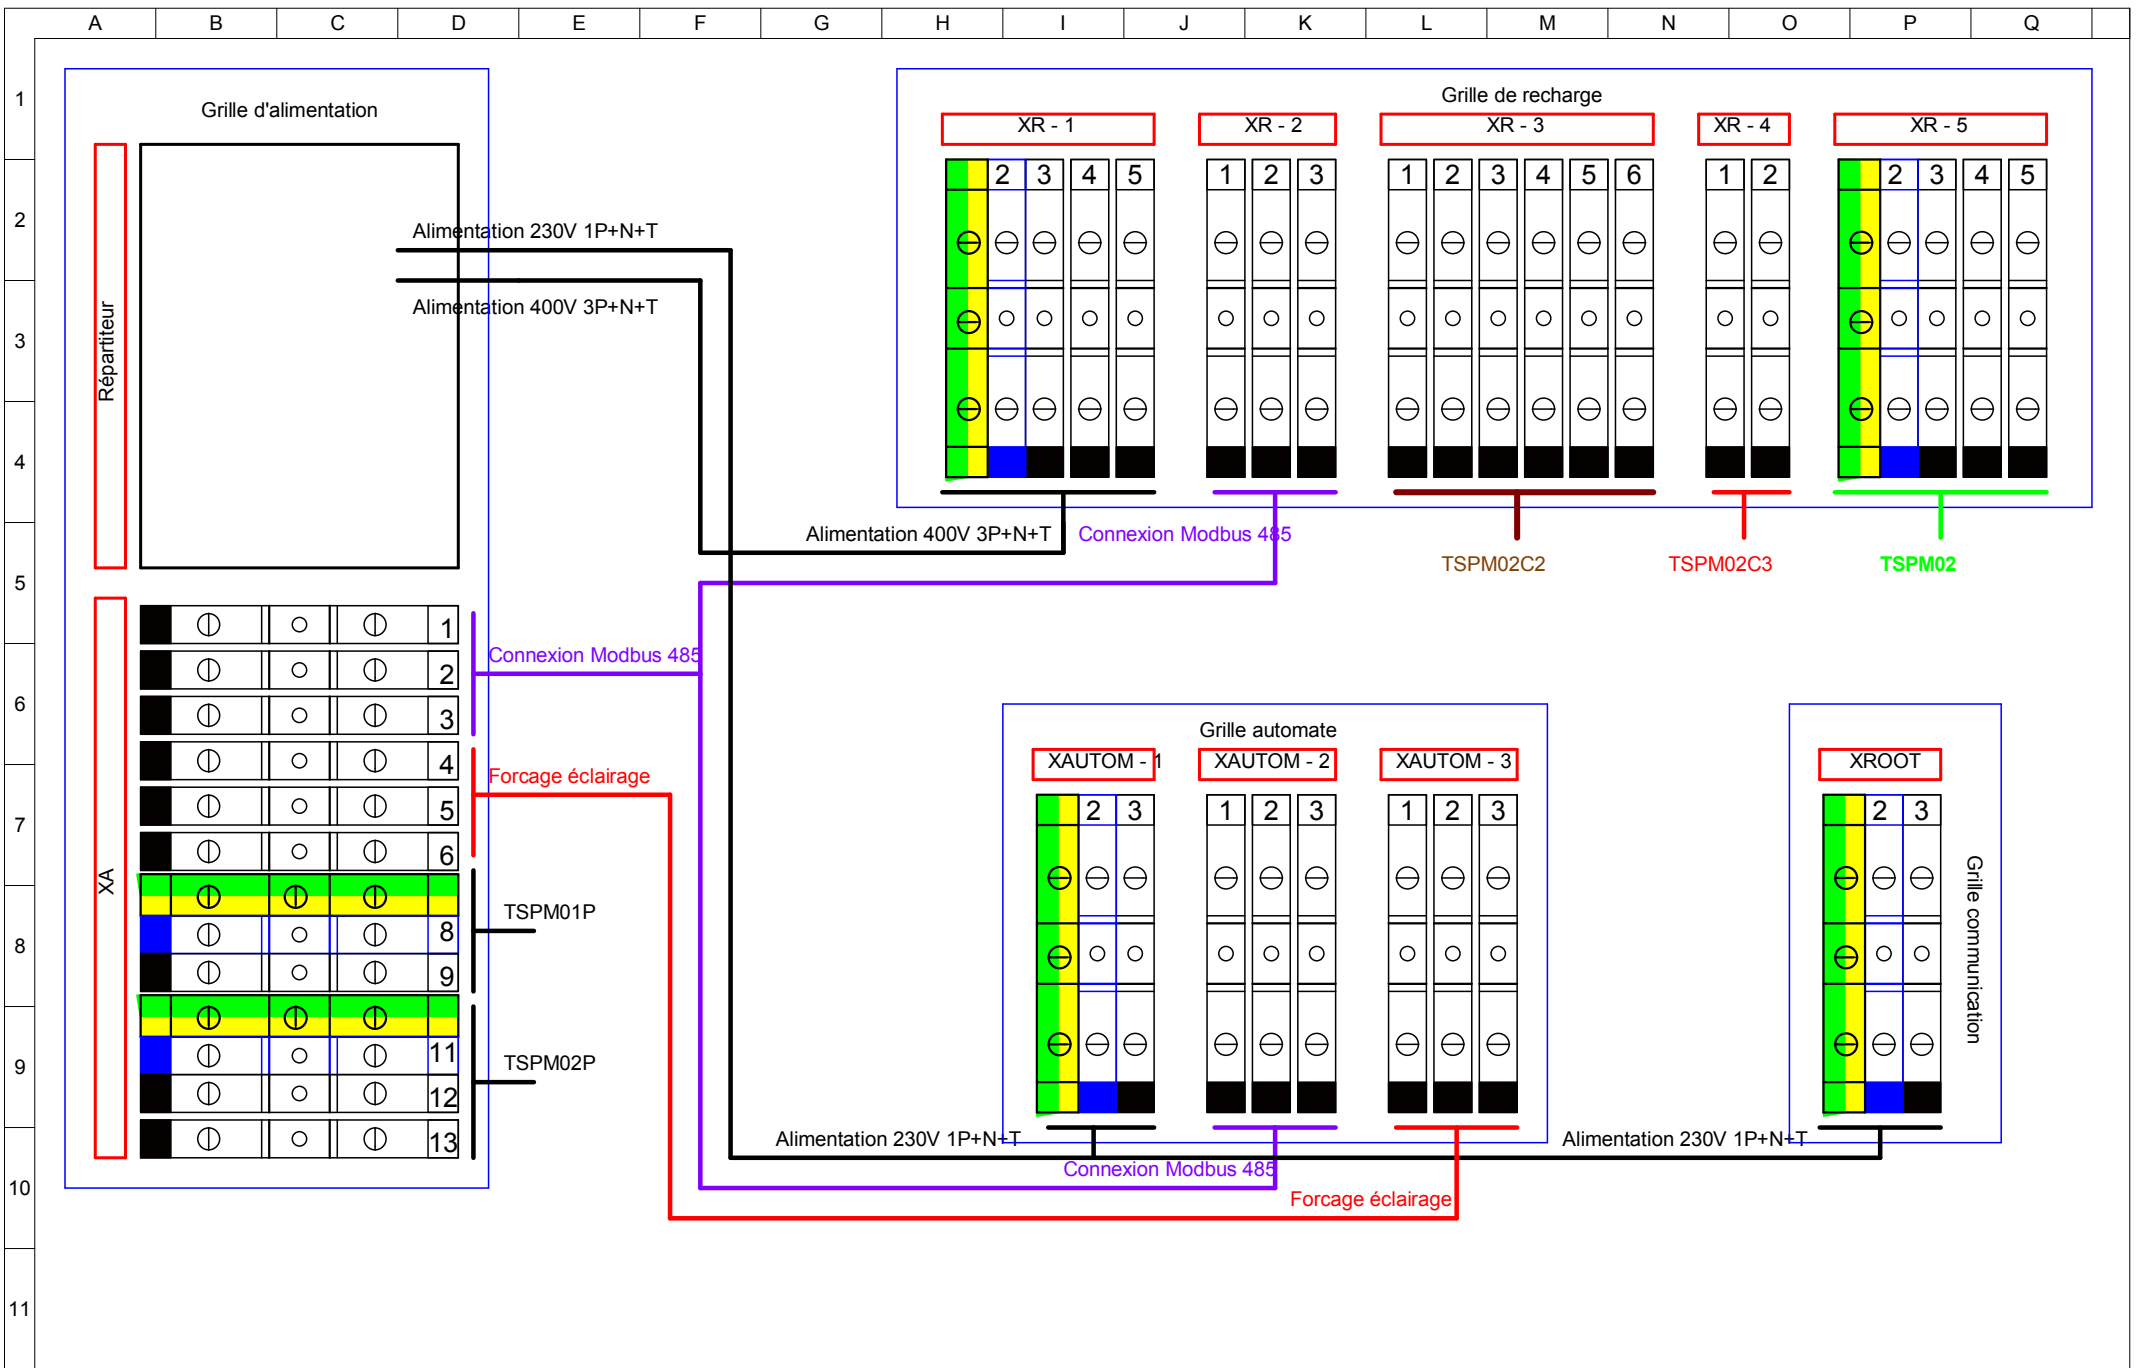 A B C D E F G H I J K L M N O P Q
1
2
3
4
5
6
7
8
9
10
11
Grille d'alimentation
Répartiteur
Alimentation 230V 1P+N+T
Alimentation 400V 3P+N+T
XA
1
2
3
4
5
6
8
9
11
12
13
Connexion Modbus 485
Forcage éclairage
TSPM01P
TSPM02P
Grille de recharge
XR - 1 XR - 2 XR - 3 XR - 4 XR - 5
2 3 4 5 1 2 3 1 2 3 4 5 6 1 2 2 3 4 5
Alimentation 400V 3P+N+T
Connexion Modbus 485
TSPM02C2
TSPM02C3
TSPM02
Grille automate
XAUTOM - 1 XAUTOM - 2 XAUTOM - 3
2 3 1 2 3 1 2 3
Alimentation 230V 1P+N+T
Connexion Modbus 485
Forcage éclairage
XROOT
2 3
Grille communication
Alimentation 230V 1P+N+T